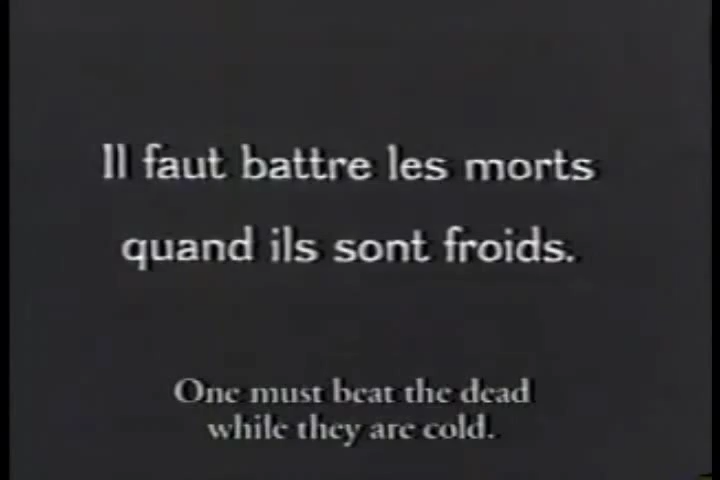 Il faut battre les morts
quand ils sont froids.
One must beat the dead
while they are cold.